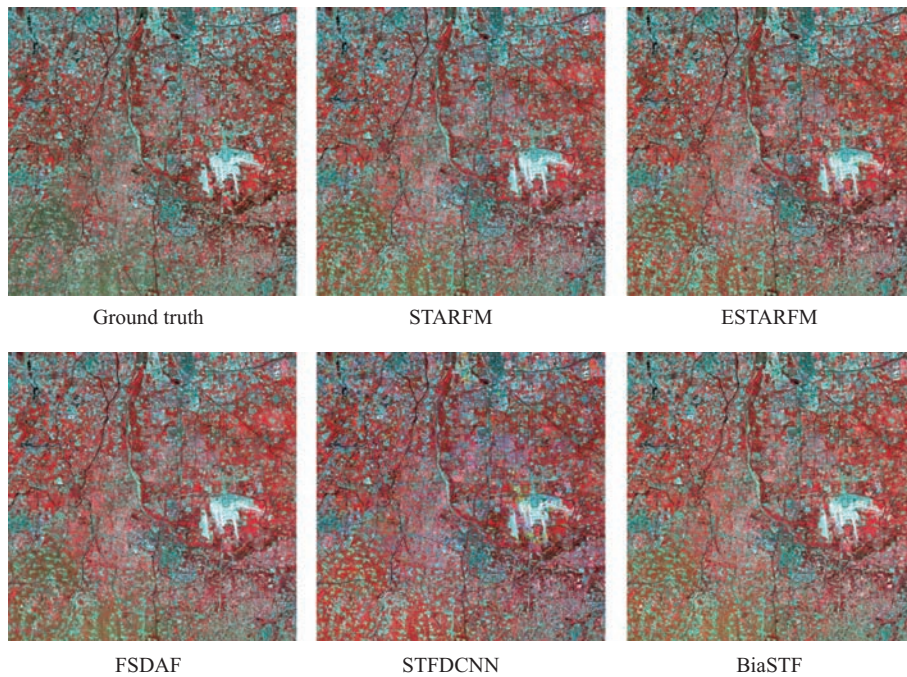 Ground truth
STARFM
ESTARFM
FSDAF
STFDCNN
BiaSTF